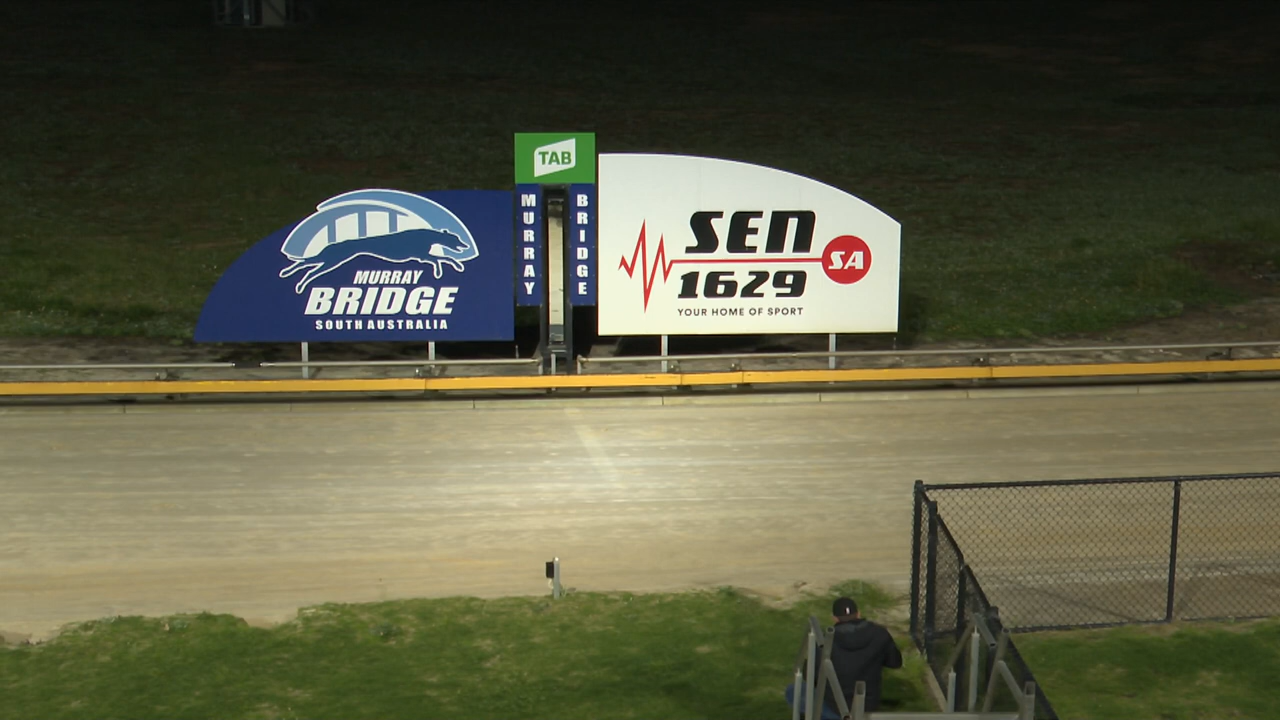 TAB
MURRAY
BRIDGE
MURRAY
BRIDGE
SOUTH AUSTRALIA
SEN
SA
1629
YOUR HOME OF SPORT